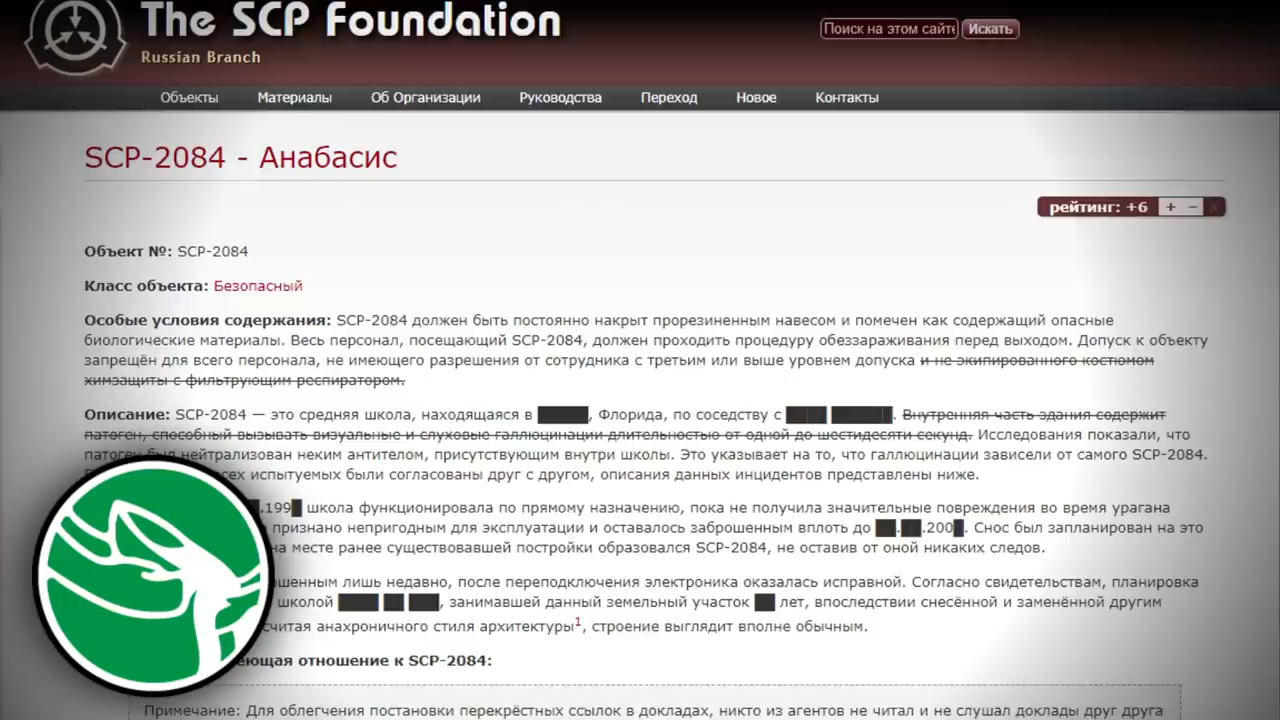 The SCP Foundation
Russian Branch
Поиск на этом сайте
Искать
Объекты Материалы Об Организации Руководства Переход Новое Контакты
SCP-2084 - Анабасис
рейтинг: +6 + − x
Объект №: SCP-2084
Класс объекта: Безопасный
Особые условия содержания: SCP-2084 должен быть постоянно накрыт прорезиненным навесом и помечен как содержащий опасные
биологические материалы. Весь персонал, посещающий SCP-2084, должен проходить процедуру обеззараживания перед выходом. Допуск к объекту
запрещён для всего персонала, не имеющего разрешения от сотрудника с третьим или выше уровнем допуска и не экипированного костюмом
химзащиты с фильтрующим респиратором.
Описание: SCP-2084 — это средняя школа, находящаяся в █████, Флорида, по соседству с ████ ██████. Внутренняя часть здания содержит
патоген, способный вызывать визуальные и слуховые галлюцинации длительностью от одной до шестидесяти секунд. Исследования показали, что
патоген был нейтрализован неким антителом, присутствующим внутри школы. Это указывает на то, что галлюцинации зависели от самого SCP-2084.
всех испытуемых были согласованы друг с другом, описания данных инцидентов представлены ниже.
.199█ школа функционировала по прямому назначению, пока не получила значительные повреждения во время урагана
признано непригодным для эксплуатации и оставалось заброшенным вплоть до ██.██.200█. Снос был запланирован на это
на месте ранее существовавшей постройки образовался SCP-2084, не оставив от оной никаких следов.
лишь недавно, после переподключения электроника оказалась исправной. Согласно свидетельствам, планировка
школой ████ ██ ███, занимавшей данный земельный участок ██ лет, впоследствии снесённой и заменённой другим
считая анахроничного стиля архитектуры1, строение выглядит вполне обычным.
отношение к SCP-2084:
Примечание: Для облегчения постановки перекрёстных ссылок в докладах, никто из агентов не читал и не слушал доклады друг друга